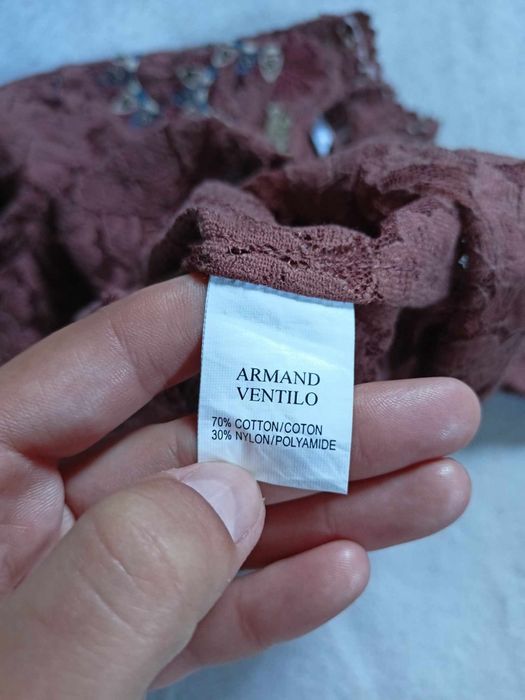 ARMAND
VENTILO
70% COTTON/COTON
30% NYLON/POLYAMIDE